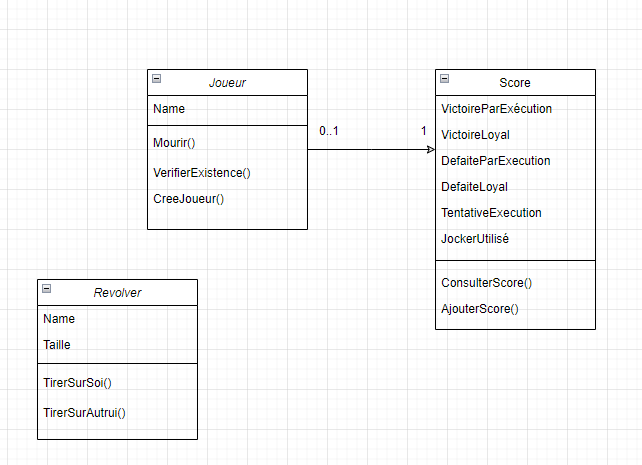 Joueur
Name
Mourir()
VerifierExistence()
CreeJoueur()
0..1
1
Score
VictoireParExécution
VictoireLoyal
DefaiteParExecution
DefaiteLoyal
TentativeExecution
JockerUtilisé
ConsulterScore()
AjouterScore()
Revolver
Name
Taille
TirerSurSoi()
TirerSurAutrui()